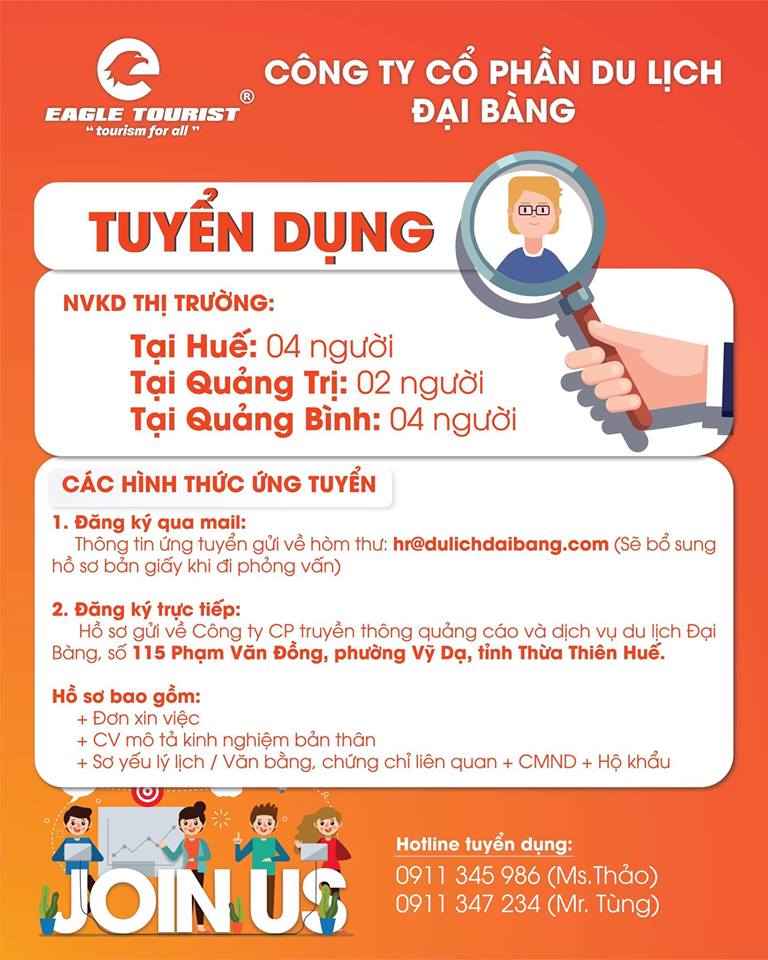 EAGLE TOURIST ®
“ tourism for all ”
CÔNG TY CỔ PHẦN DU LỊCH
ĐẠI BÀNG
TUYỂN DỤNG
NVKD THỊ TRƯỜNG:
Tại Huế: 04 người
Tại Quảng Trị: 02 người
Tại Quảng Bình: 04 người
CÁC HÌNH THỨC ỨNG TUYỂN
1. Đăng ký qua mail:
Thông tin ứng tuyển gửi về hòm thư: hr@dulichdaibang.com (Sẽ bổ sung
hồ sơ bản giấy khi đi phỏng vấn)
2. Đăng ký trực tiếp:
Hồ sơ gửi về Công ty CP truyền thông quảng cáo và dịch vụ du lịch Đại
Bàng, số 115 Phạm Văn Đồng, phường Vỹ Dạ, tỉnh Thừa Thiên Huế.
Hồ sơ bao gồm:
+ Đơn xin việc
+ CV mô tả kinh nghiệm bản thân
+ Sơ yếu lý lịch / Văn bằng, chứng chỉ liên quan + CMND + Hộ khẩu
JOIN US
Hotline tuyển dụng:
0911 345 986 (Ms.Thảo)
0911 347 234 (Mr. Tùng)